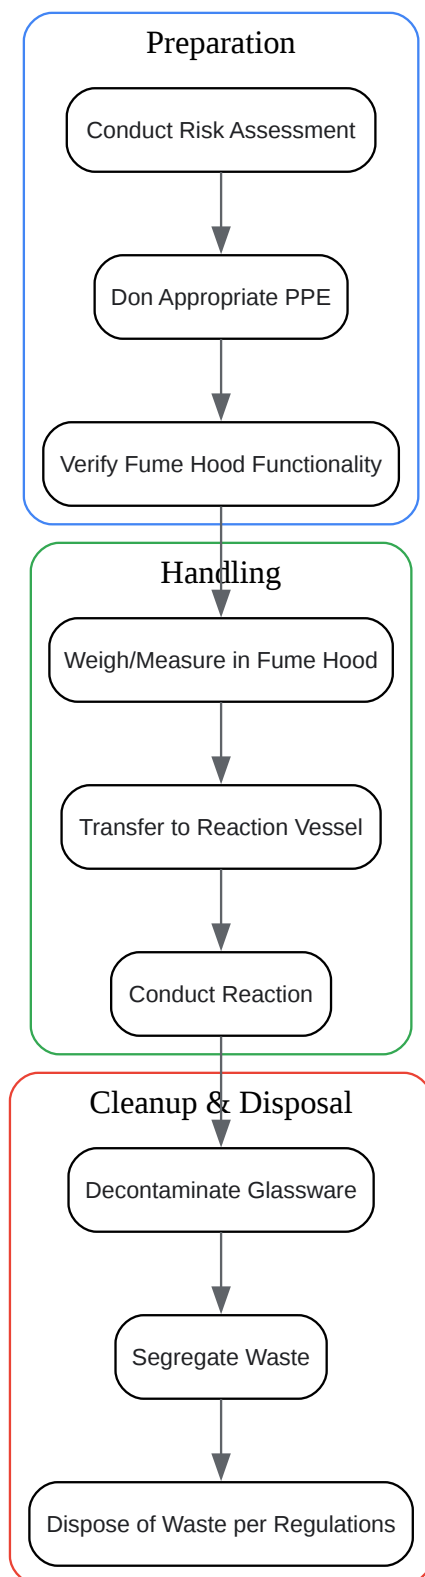 Preparation
Conduct Risk Assessment
Don Appropriate PPE
Verify Fume Hood Functionality
Handling
Weigh/Measure in Fume Hood
Transfer to Reaction Vessel
Conduct Reaction
Cleanup & Disposal
Decontaminate Glassware
Segregate Waste
Dispose of Waste per Regulations